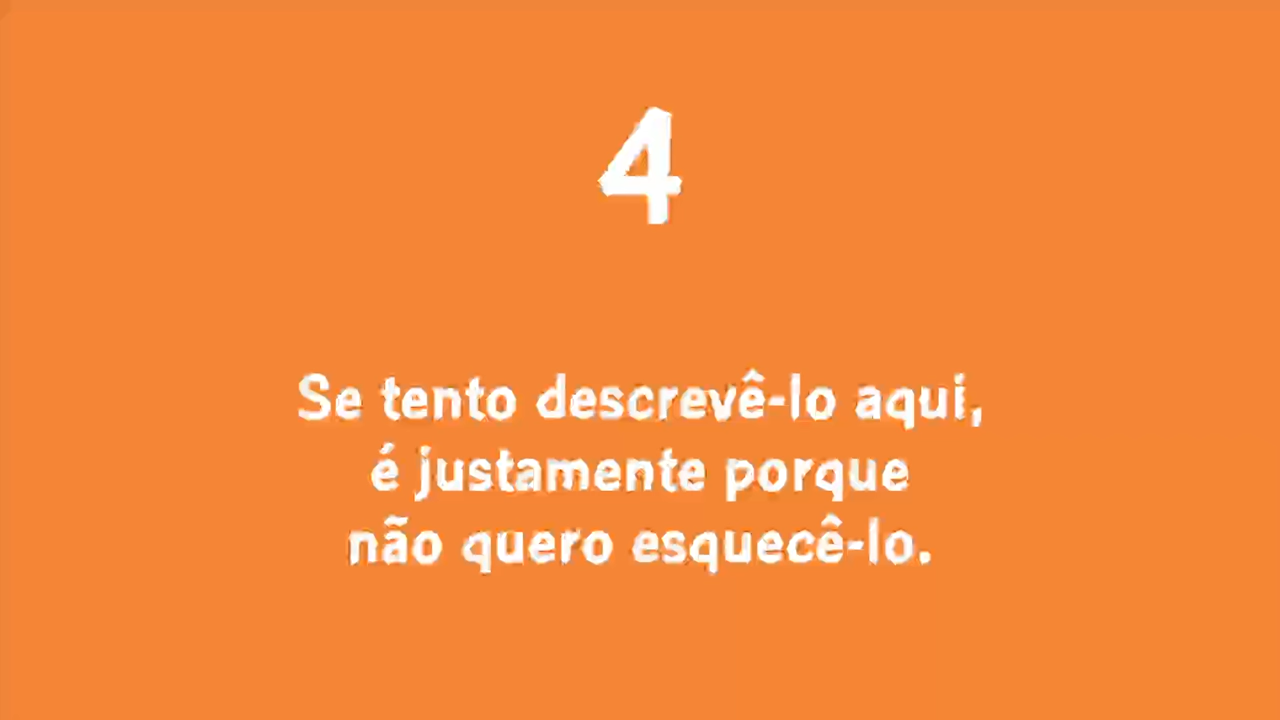 4
Se tento descrevê-lo aqui,
é justamente porque
não quero esquecê-lo.